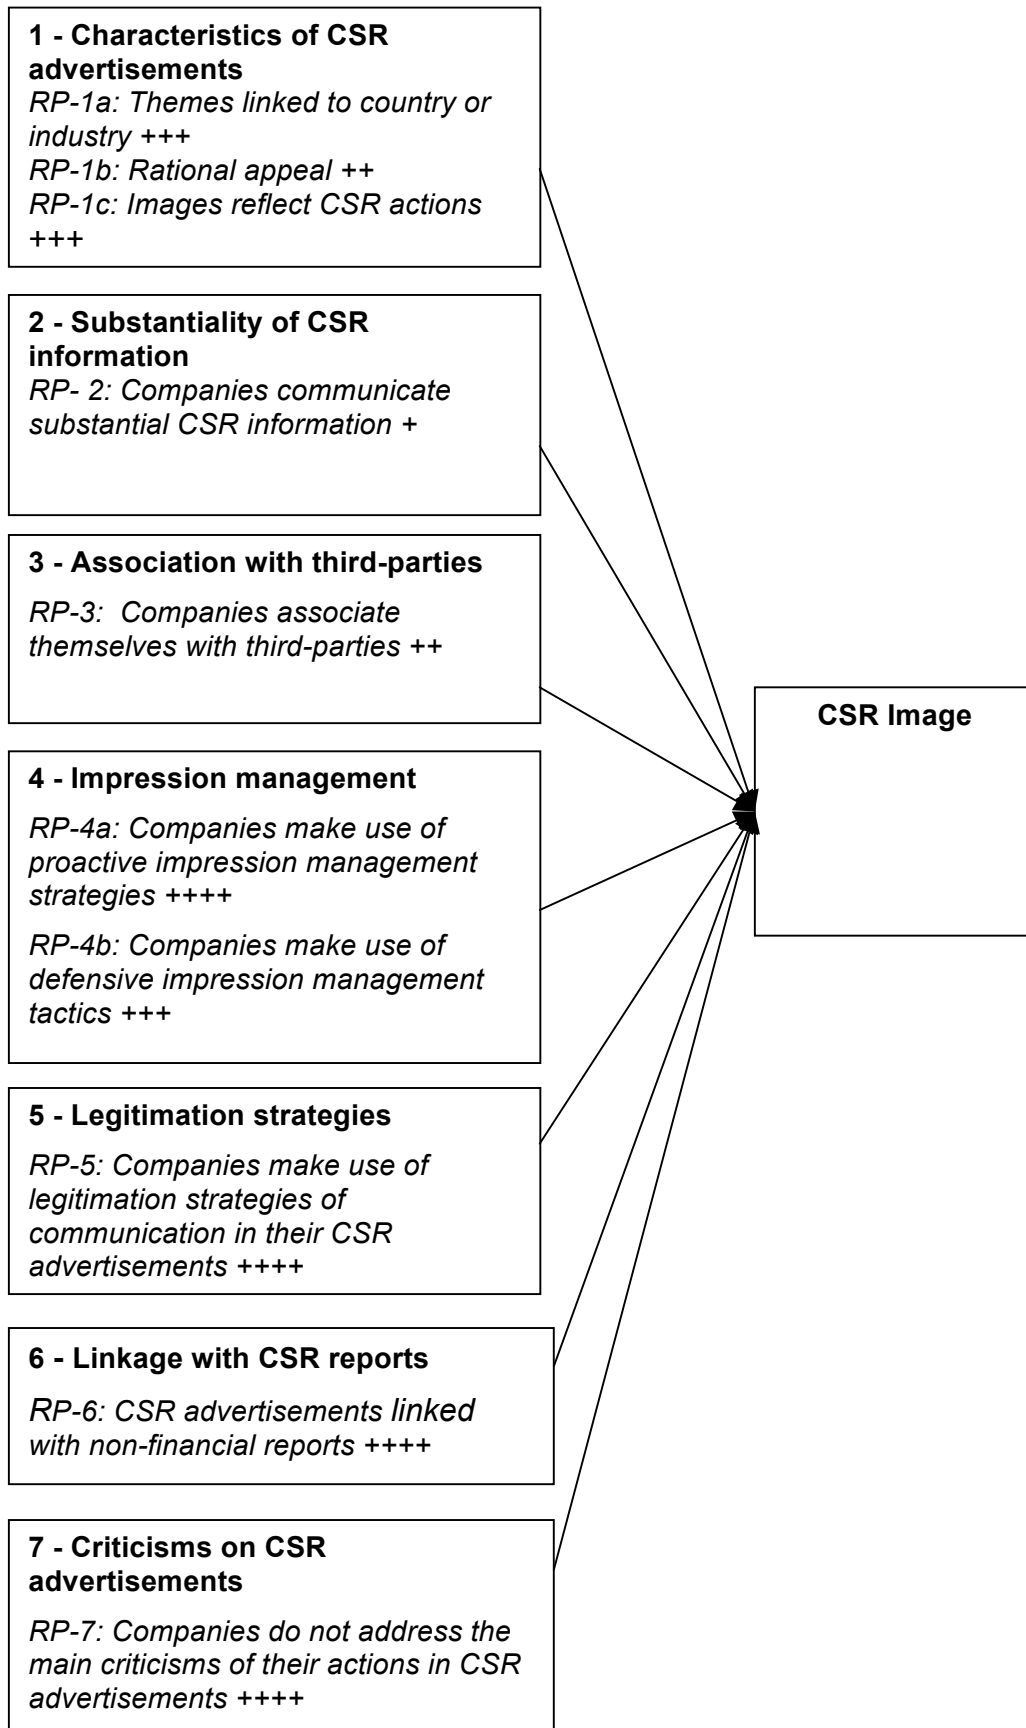 1 - Characteristics of CSR
advertisements
RP-1a: Themes linked to country or
industry +++
RP-1b: Rational appeal ++
RP-1c: Images reflect CSR actions
+++
2 - Substantiality of CSR
information
RP- 2: Companies communicate
substantial CSR information +
3 - Association with third-parties
RP-3:  Companies associate
themselves with third-parties ++
CSR Image
4 - Impression management
RP-4a: Companies make use of
proactive impression management
strategies ++++
RP-4b: Companies make use of
defensive impression management
tactics +++
5 - Legitimation strategies
RP-5: Companies make use of
legitimation strategies of
communication in their CSR
advertisements ++++
6 - Linkage with CSR reports
RP-6: CSR advertisements linked
with non-financial reports ++++
7 - Criticisms on CSR
advertisements
RP-7: Companies do not address the
main criticisms of their actions in CSR
advertisements ++++